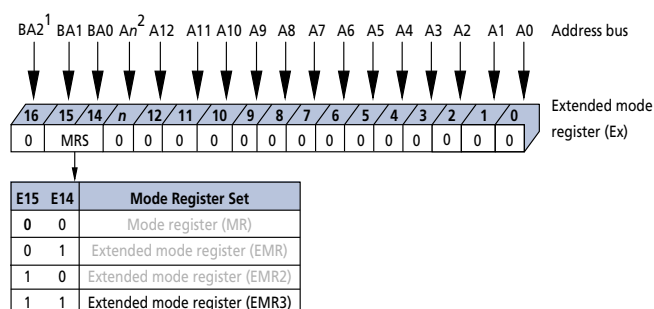 BA2¹ BA1 BA0 An² A12 A11 A10 A9 A8 A7 A6 A5 A4 A3 A2 A1 A0 Address bus
16 15 14 n 12 11 10 9 8 7 6 5 4 3 2 1 0 Extended mode
0 MRS 0 0 0 0 0 0 0 0 0 0 0 0 0 0 register (Ex)
E15 E14 Mode Register Set
0 0 Mode register (MR)
0 1 Extended mode register (EMR)
1 0 Extended mode register (EMR2)
1 1 Extended mode register (EMR3)